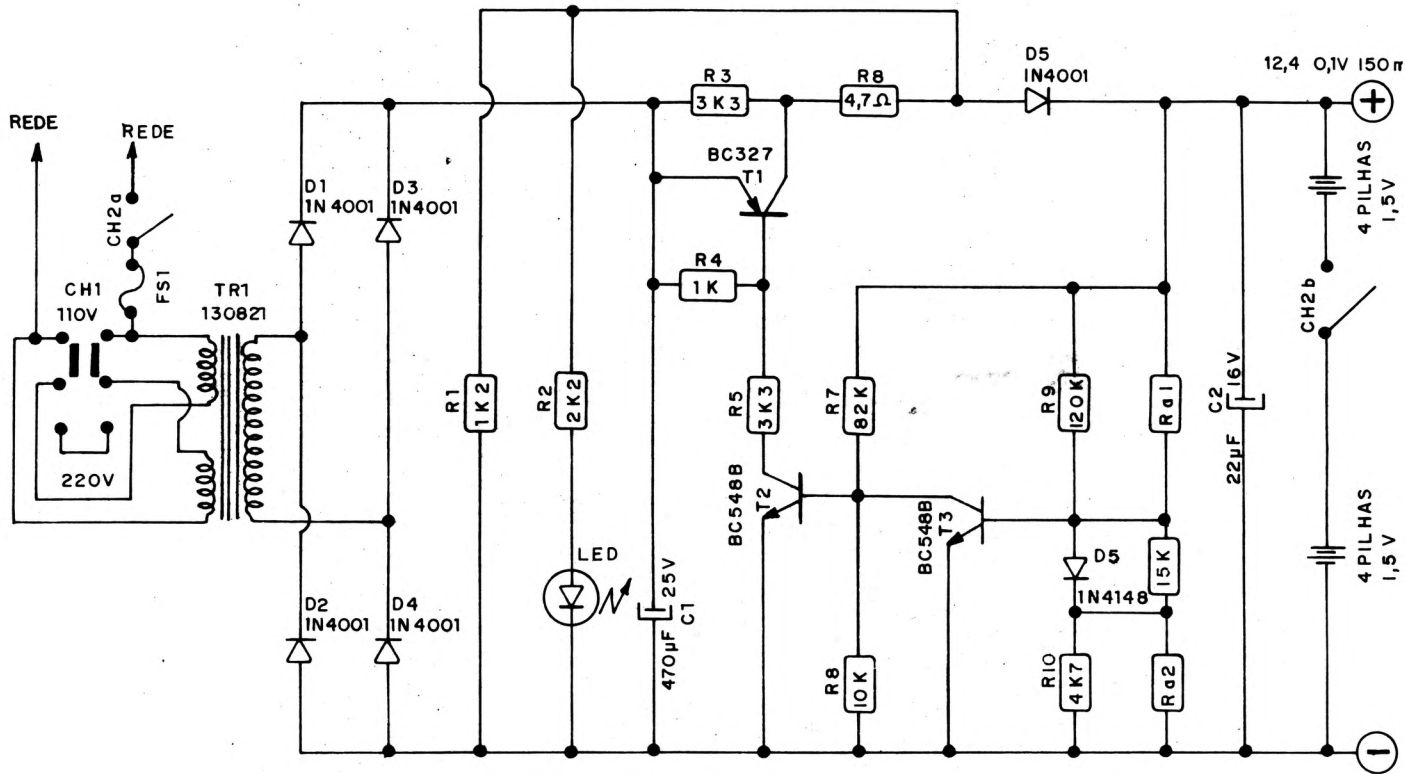 REDE
REDE
CH2a
FS1
CH1
110V
220V
TR1
130821
D1
1N4001
D3
1N4001
D2
1N4001
D4
1N4001
R1
1K2
R2
2K2
LED
470µF 25V
C1
R3
3K3
R8
4,7Ω
D5
1N4001
BC327
T1
R4
1K
R5
3K3
R7
82K
R9
120K
Ra1
BC548B
T2
BC548B
T3
D5
1N4148
15K
R8
10K
R10
4K7
Ra2
C2
22µF 16V
12,4 0,1V 150m
+
4 PILHAS
1,5V
CH2b
4 PILHAS
1,5V
−